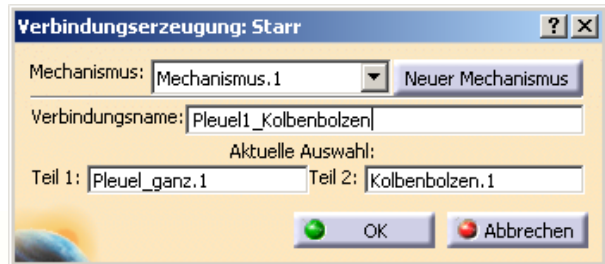 Verbindungserzeugung: Starr ? X
Mechanismus: Mechanismus.1 Neuer Mechanismus
Verbindungsname: Pleuel1_Kolbenbolzen
Aktuelle Auswahl:
Teil 1: Pleuel_ganz.1 Teil 2: Kolbenbolzen.1
OK Abbrechen